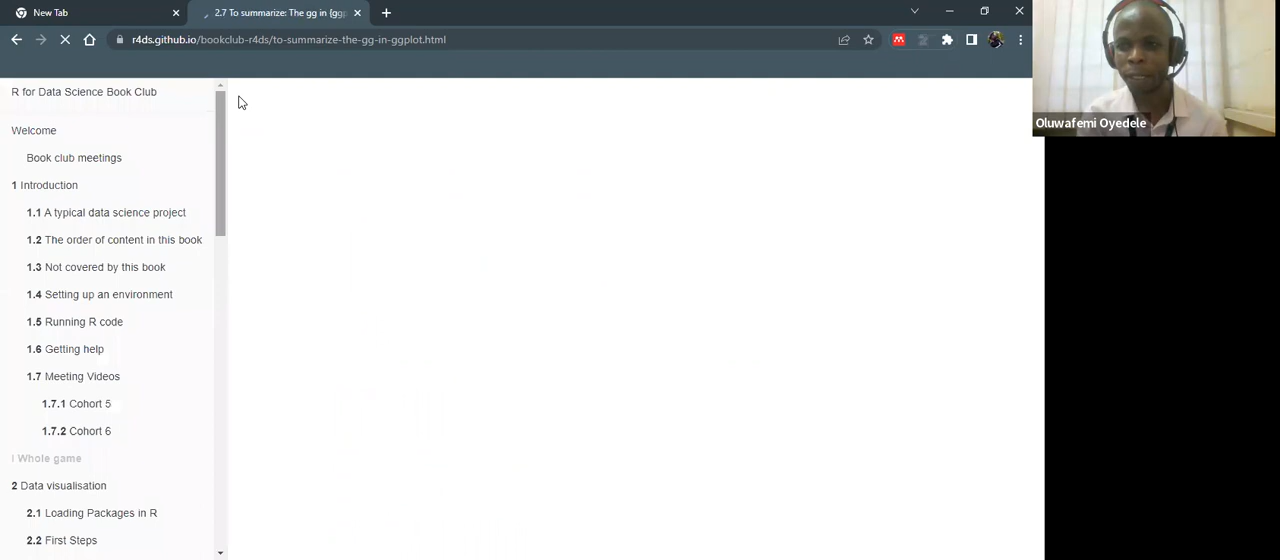 New Tab
2.7 To summarize: The gg in {ggp
r4ds.github.io/bookclub-r4ds/to-summarize-the-gg-in-ggplot.html
R for Data Science Book Club
Welcome
Book club meetings
1 Introduction
1.1 A typical data science project
1.2 The order of content in this book
1.3 Not covered by this book
1.4 Setting up an environment
1.5 Running R code
1.6 Getting help
1.7 Meeting Videos
1.7.1 Cohort 5
1.7.2 Cohort 6
I Whole game
2 Data visualisation
2.1 Loading Packages in R
2.2 First Steps
Oluwafemi Oyedele